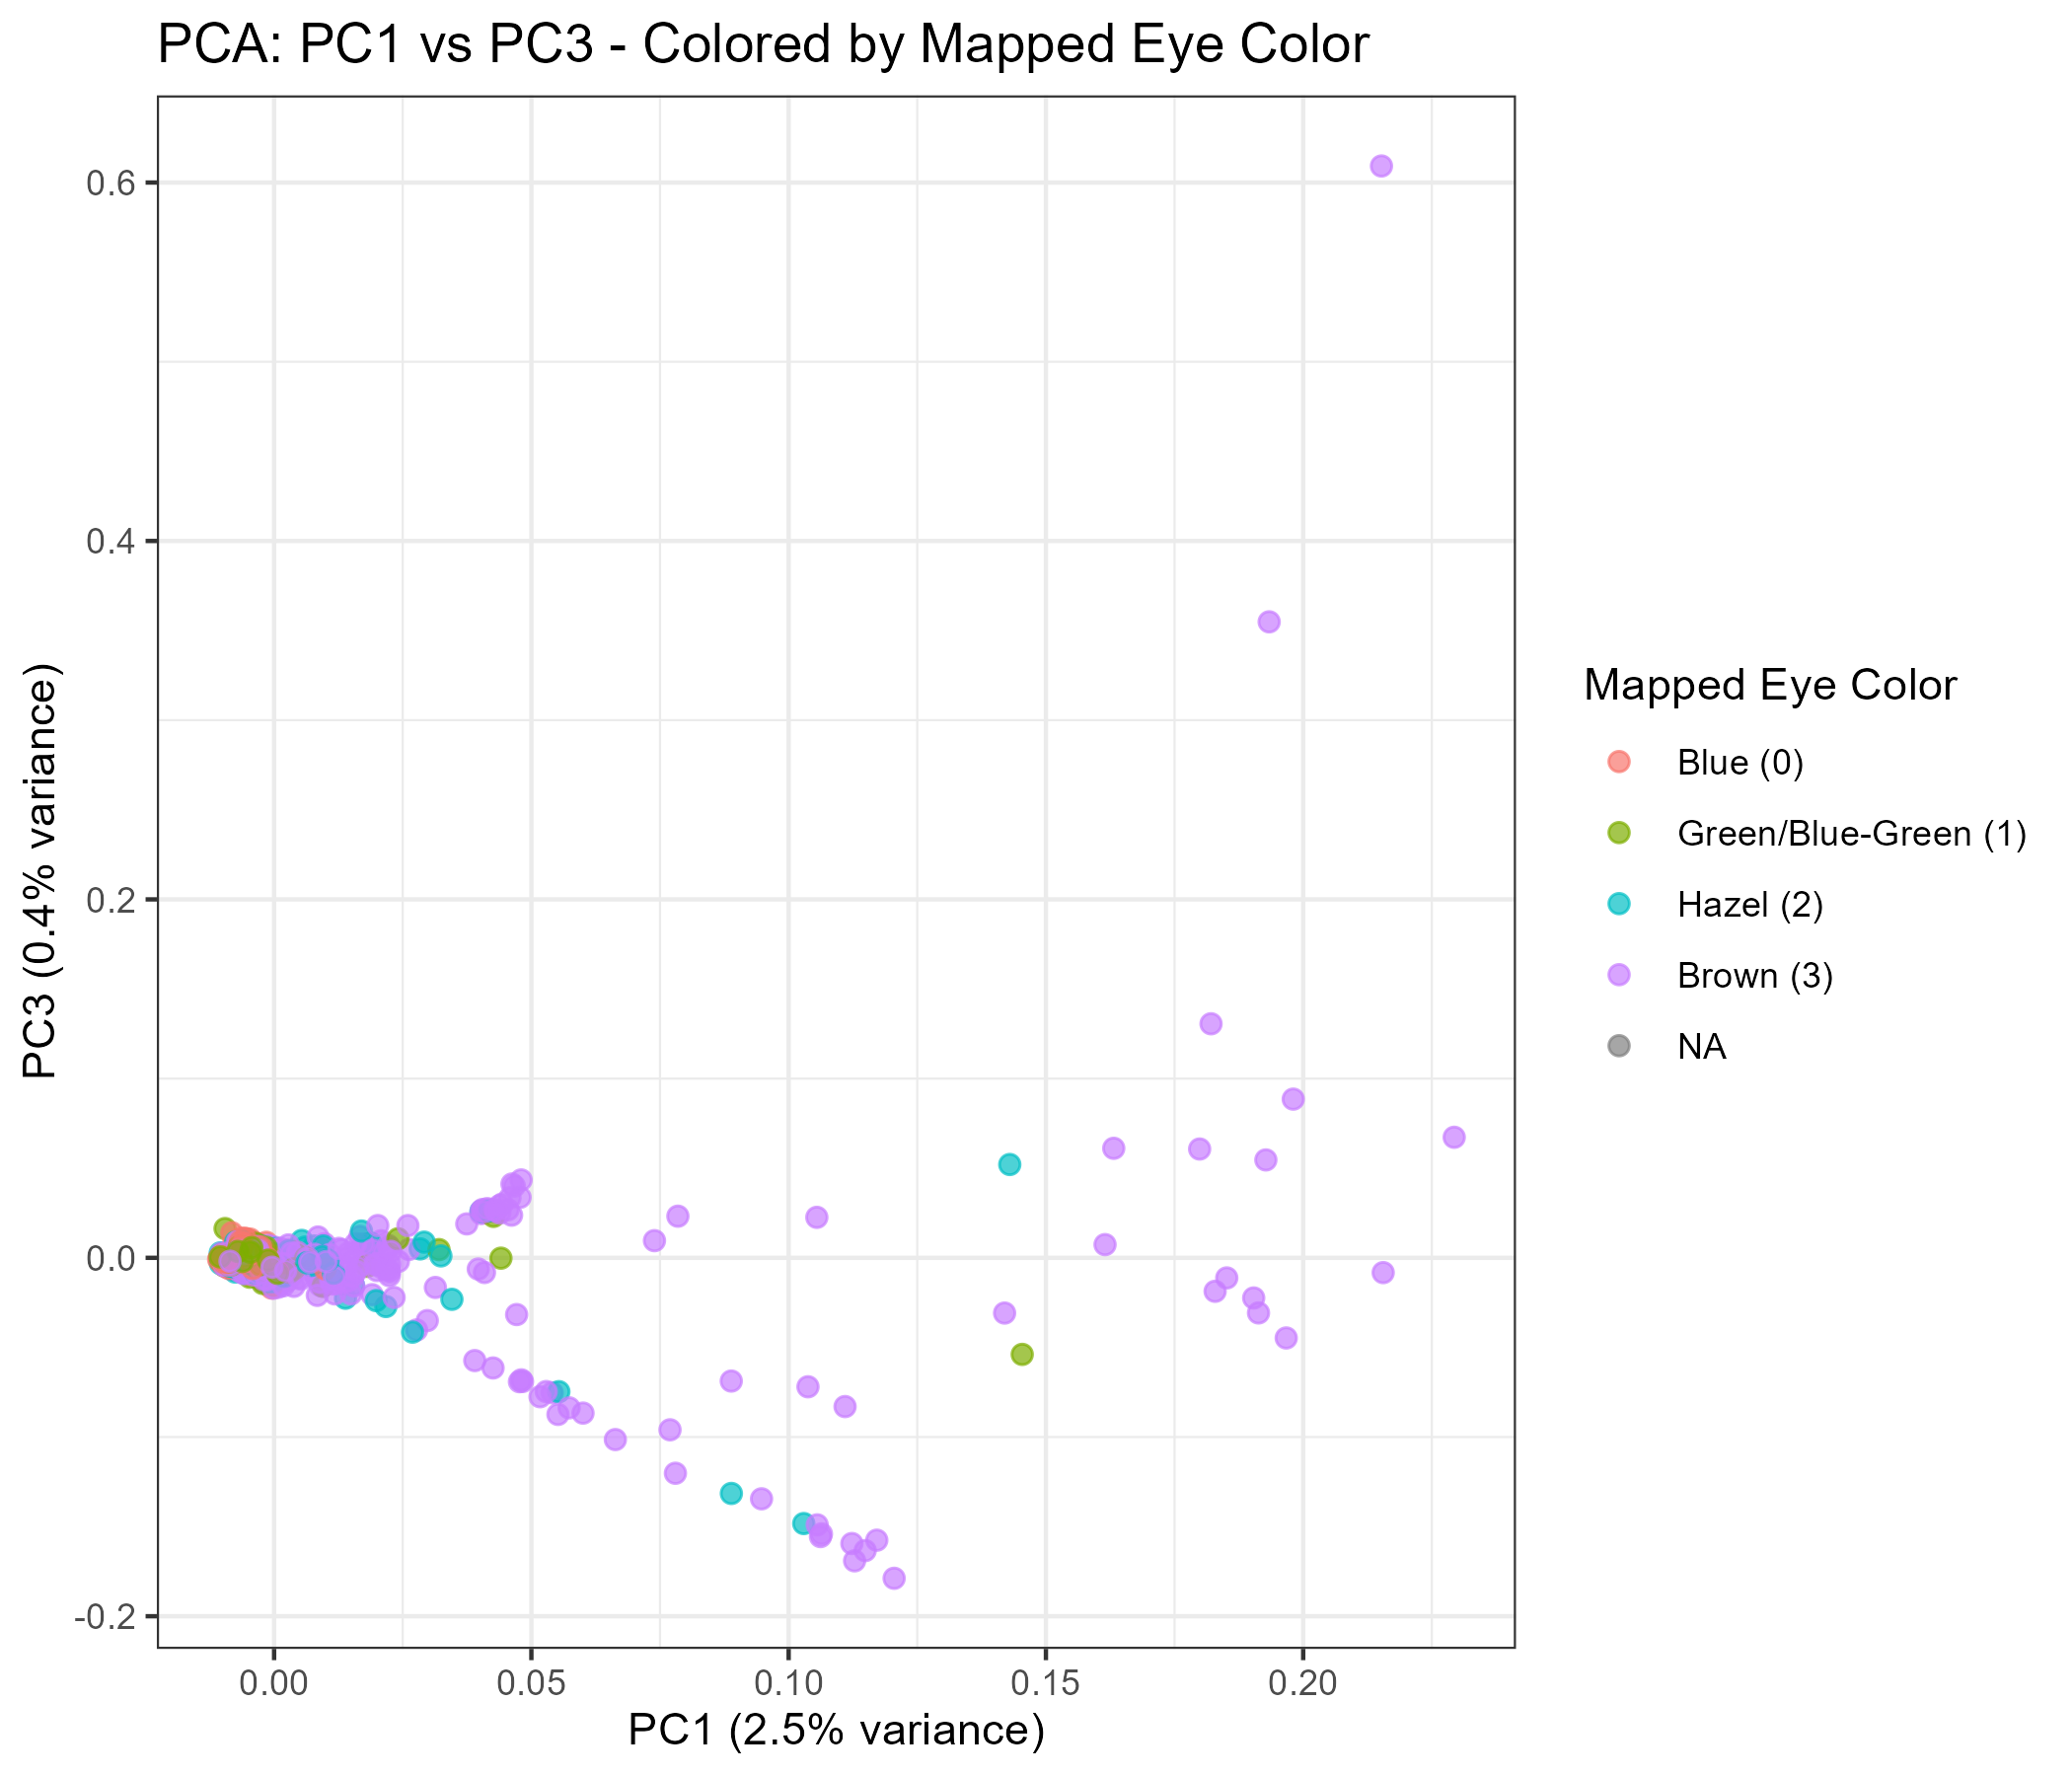 PCA: PC1 vs PC3 - Colored by Mapped Eye Color
0.6
0.4
0.2
0.0
-0.2
PC3 (0.4% variance)
0.00 0.05 0.10 0.15 0.20
PC1 (2.5% variance)
Mapped Eye Color
Blue (0)
Green/Blue-Green (1)
Hazel (2)
Brown (3)
NA